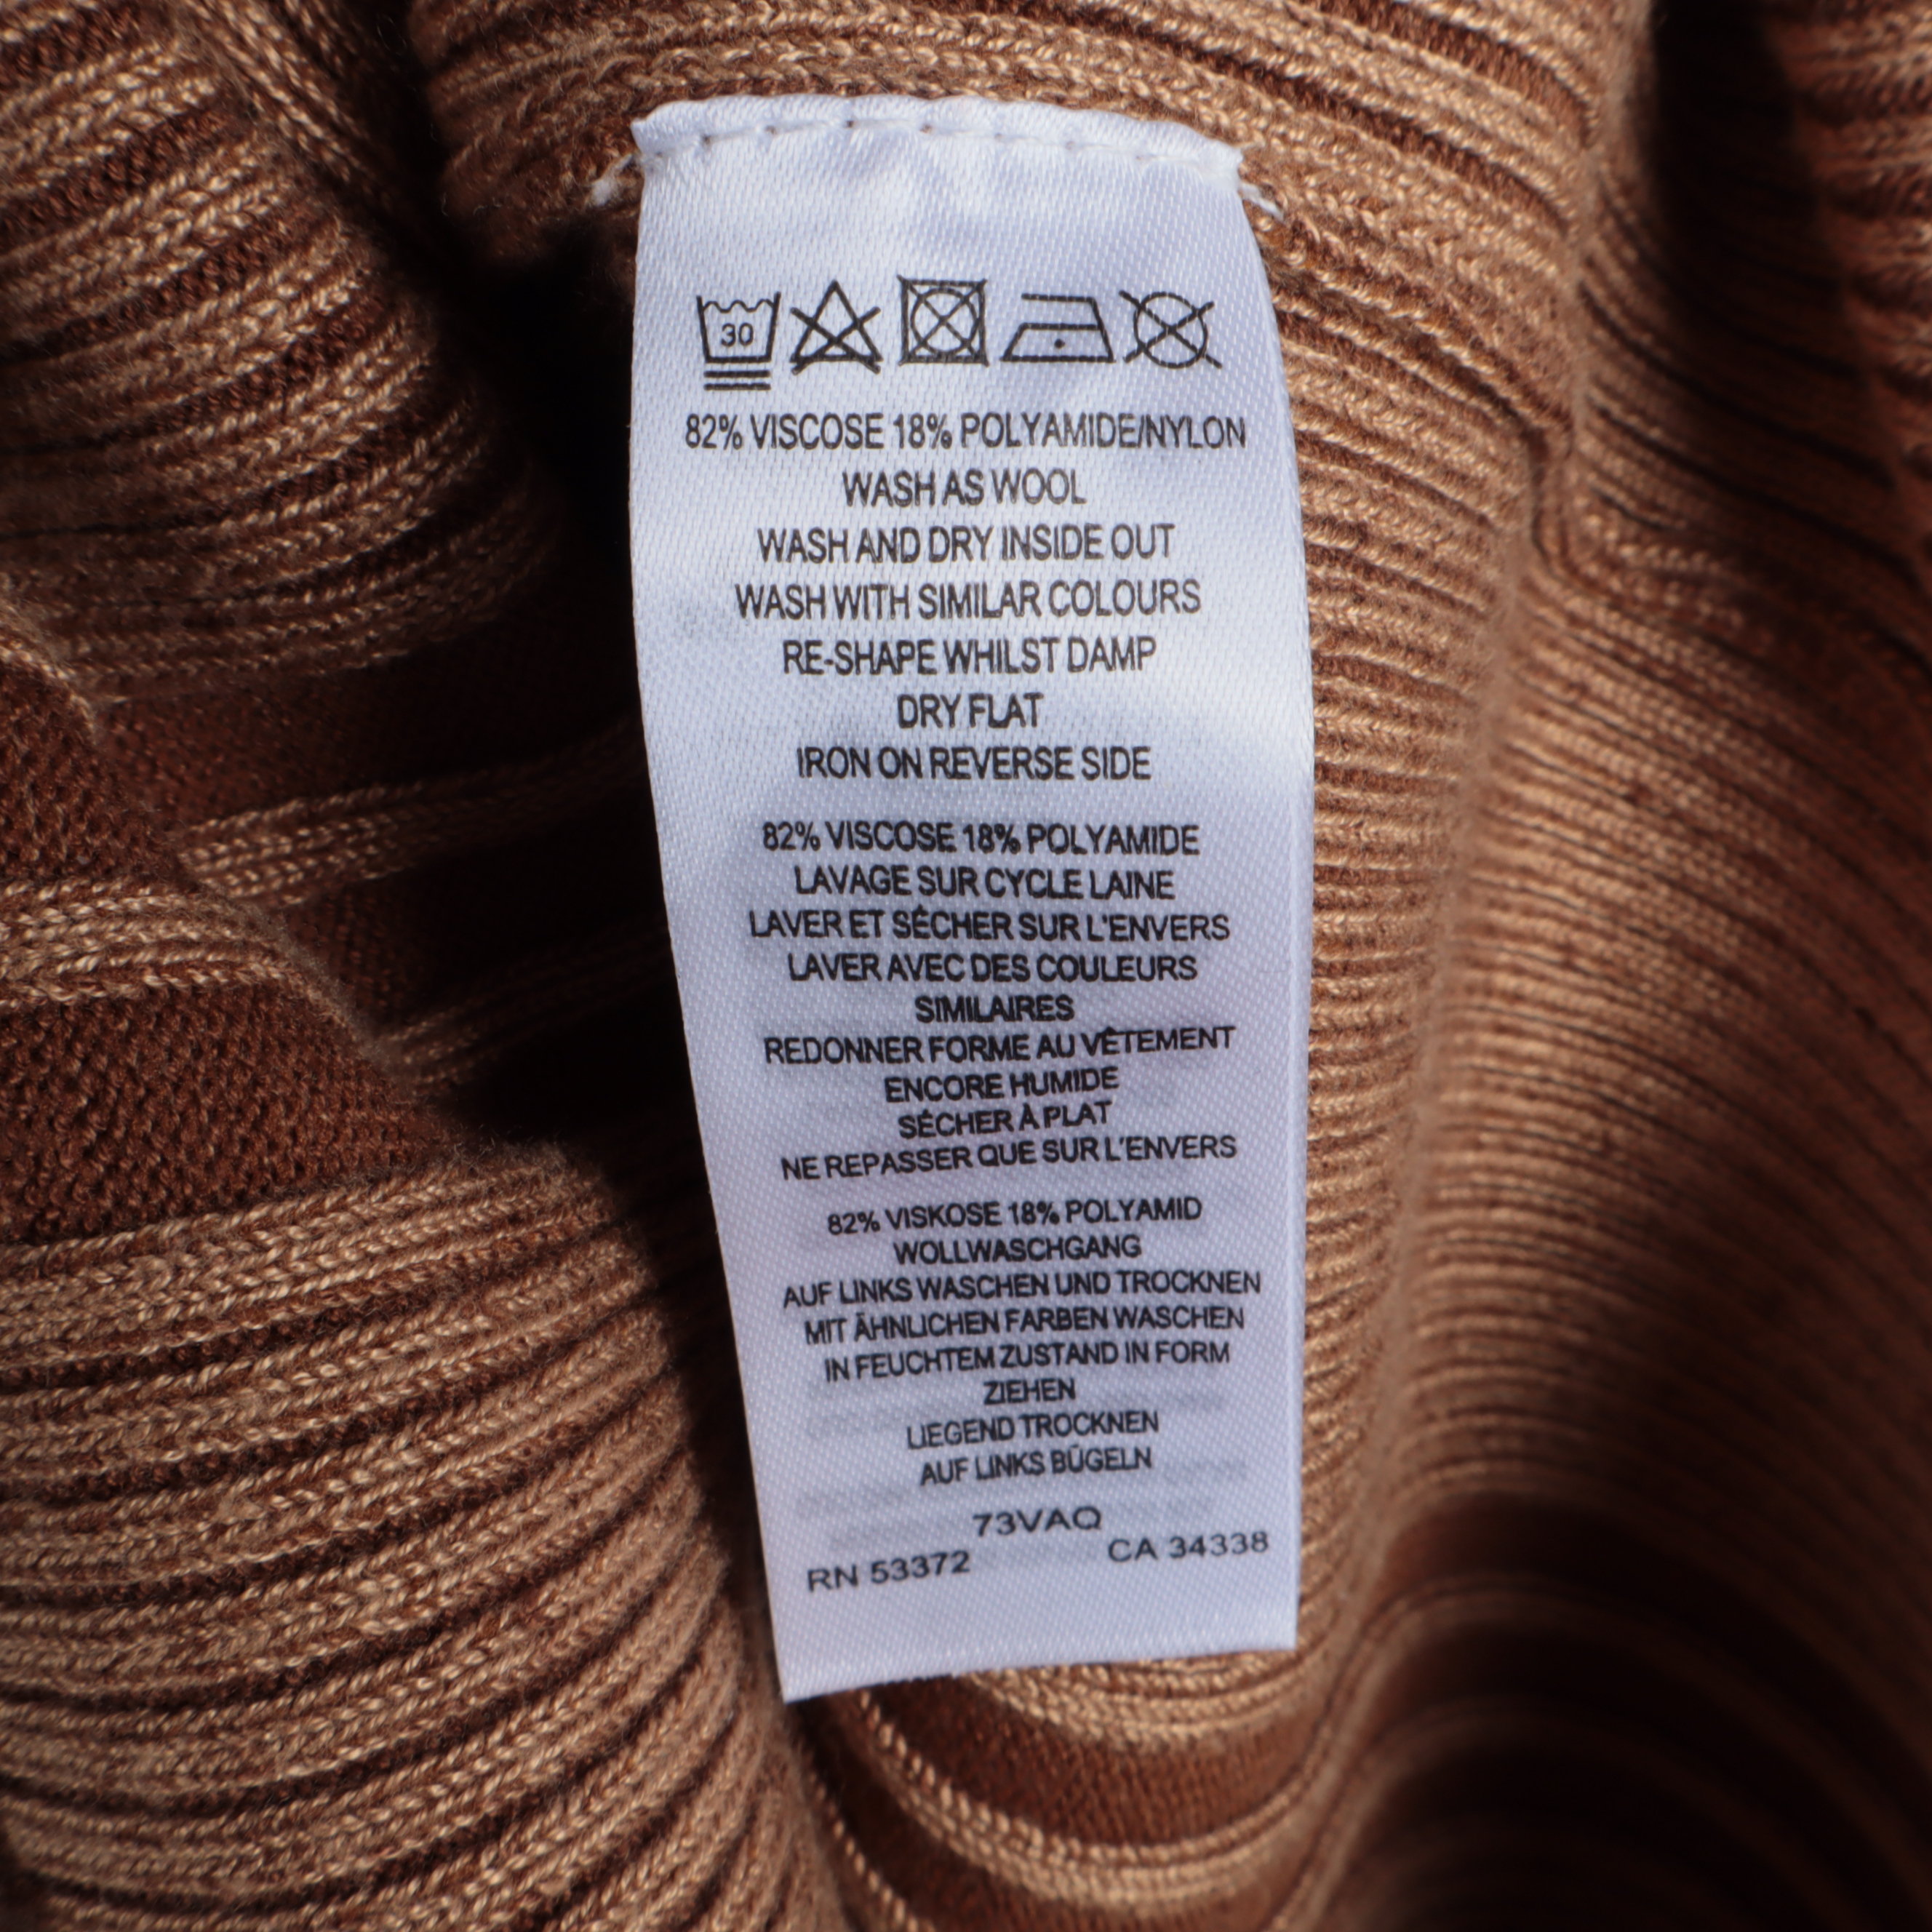 30
82% VISCOSE 18% POLYAMIDE/NYLON
WASH AS WOOL
WASH AND DRY INSIDE OUT
WASH WITH SIMILAR COLOURS
RE-SHAPE WHILST DAMP
DRY FLAT
IRON ON REVERSE SIDE
82% VISCOSE 18% POLYAMIDE
LAVAGE SUR CYCLE LAINE
LAVER ET SÉCHER SUR L'ENVERS
LAVER AVEC DES COULEURS
SIMILAIRES
REDONNER FORME AU VÊTEMENT
ENCORE HUMIDE
SÉCHER À PLAT
NE REPASSER QUE SUR L'ENVERS
82% VISKOSE 18% POLYAMID
WOLLWASCHGANG
AUF LINKS WASCHEN UND TROCKNEN
MIT ÄHNLICHEN FARBEN WASCHEN
IN FEUCHTEM ZUSTAND IN FORM
ZIEHEN
LIEGEND TROCKNEN
AUF LINKS BÜGELN
73VAQ
RN 53372 CA 34338